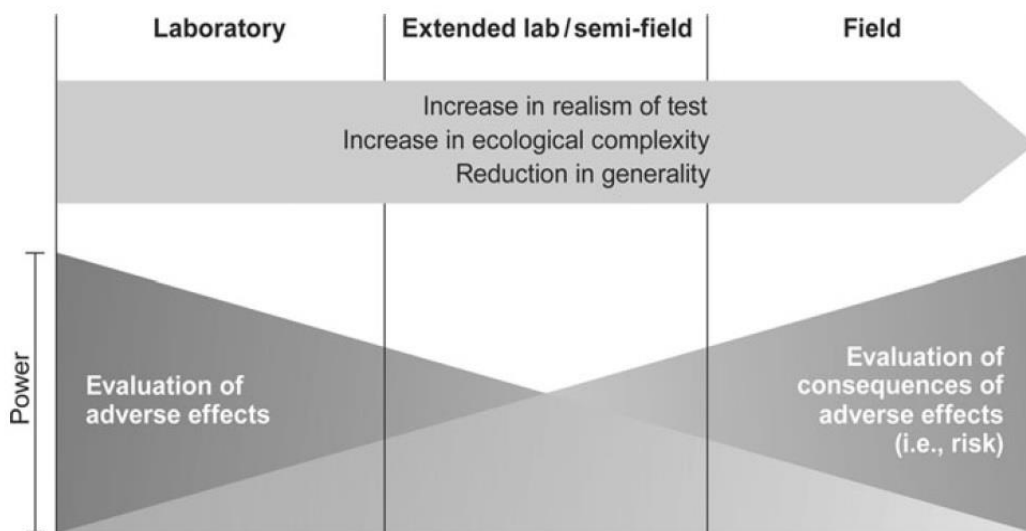 Laboratory
Extended lab/semi-field
Field
Increase in realism of test
Increase in ecological complexity
Reduction in generality
Power
Evaluation of
adverse effects
Evaluation of
consequences of
adverse effects
(i.e., risk)